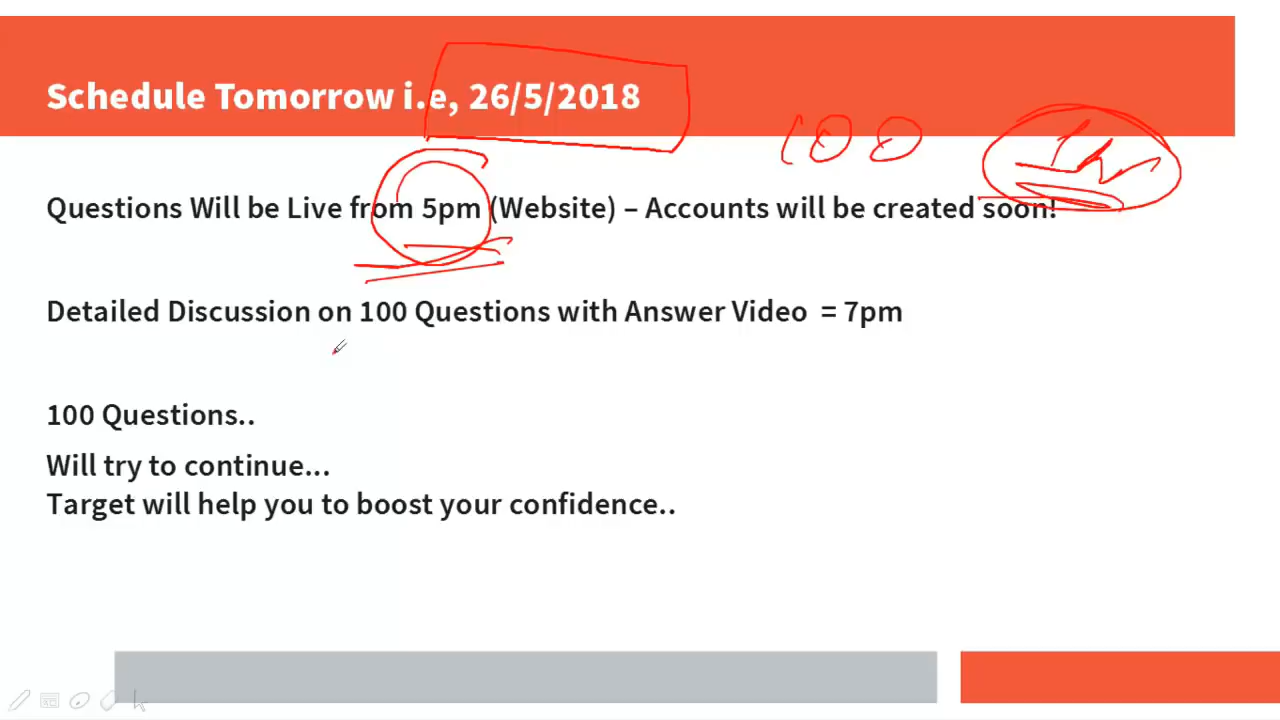 Schedule Tomorrow i.e, 26/5/2018
100
Questions Will be Live from 5pm (Website) – Accounts will be created soon!
Detailed Discussion on 100 Questions with Answer Video = 7pm
100 Questions..
Will try to continue...
Target will help you to boost your confidence..